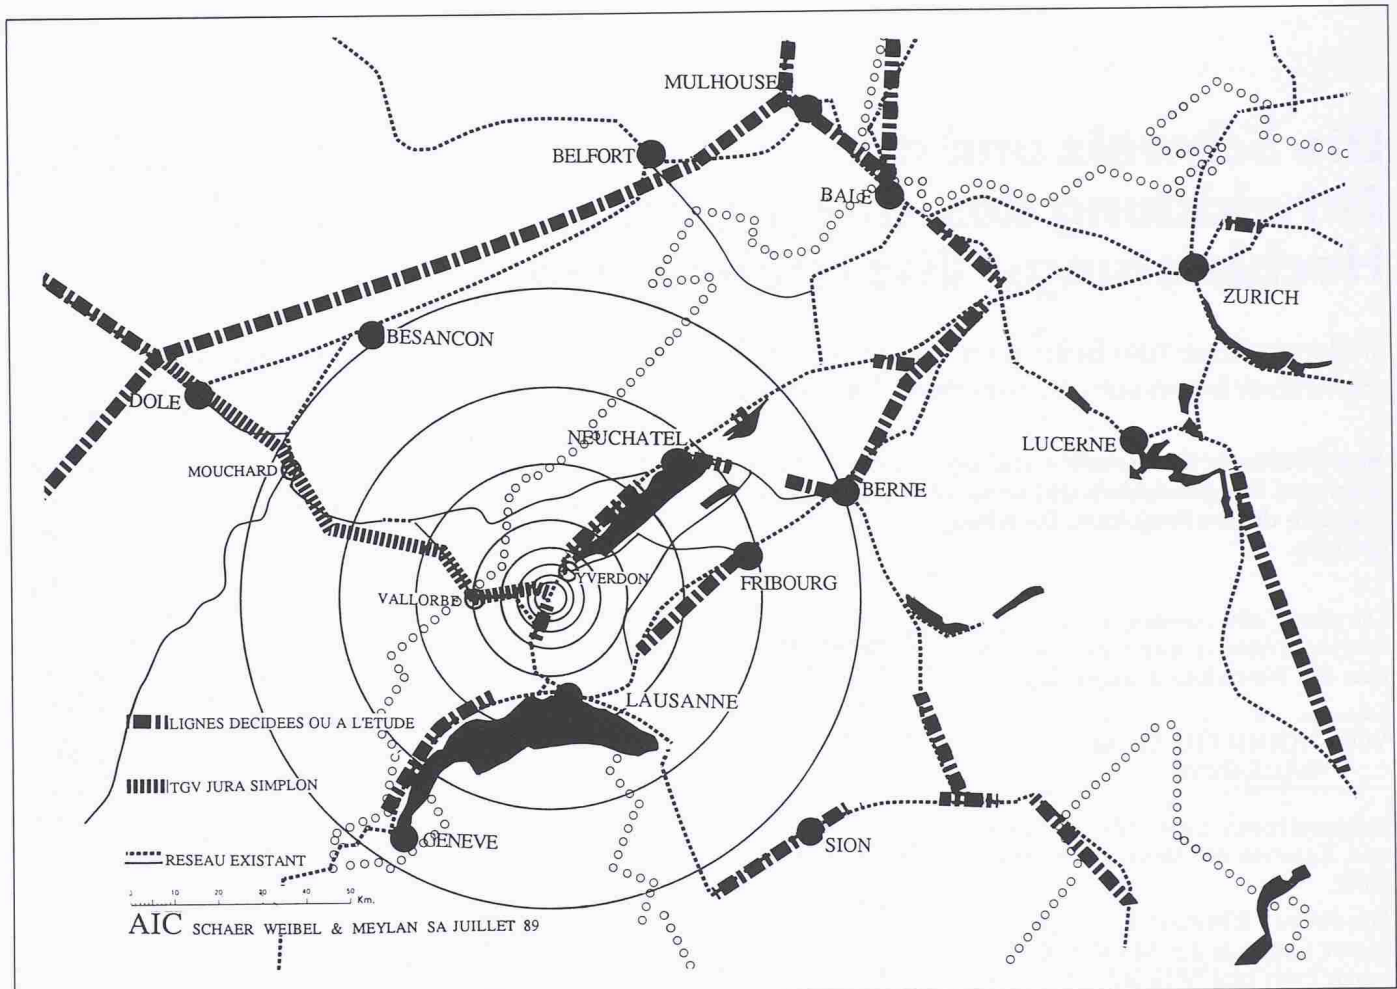 MULHOUSE
BELFORT
BALE
ZURICH
BESANCON
DOLE
NEUCHATEL
LUCERNE
MOUCHARD
BERNE
YVERDON
FRIBOURG
VALLORBE
LAUSANNE
LIGNES DECIDEES OU A L'ETUDE
TGV JURA SIMPLON
GENEVE
SION
RESEAU EXISTANT
10 20 30 40 50
Km.
AIC SCHAER WEIBEL & MEYLAN SA JUILLET 89